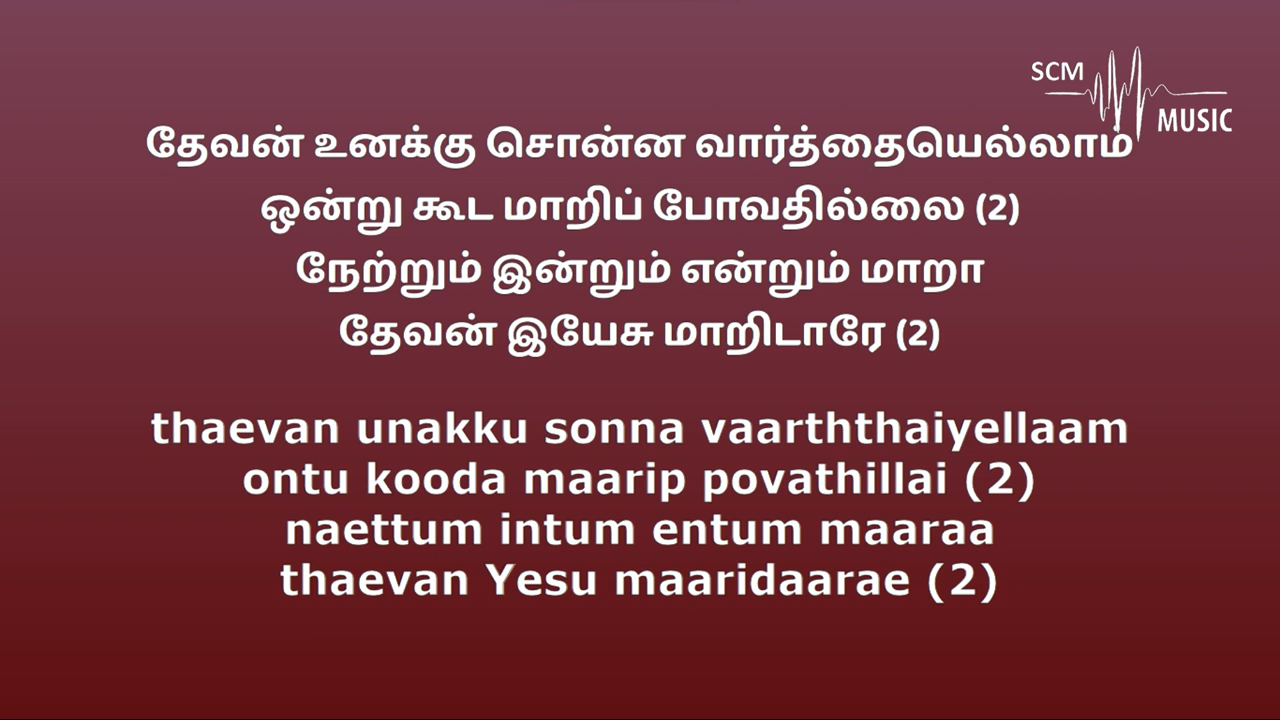 SCM
MUSIC
தேவன் உனக்கு சொன்ன வார்த்தையெல்லாம்
ஒன்று கூட மாறிப் போவதில்லை (2)
நேற்றும் இன்றும் என்றும் மாறா
தேவன் இயேசு மாறிடாரே (2)
thaevan unakku sonna vaarththaiyellaam
ontu kooda maarip povathillai (2)
naettum intum entum maaraa
thaevan Yesu maaridaarae (2)